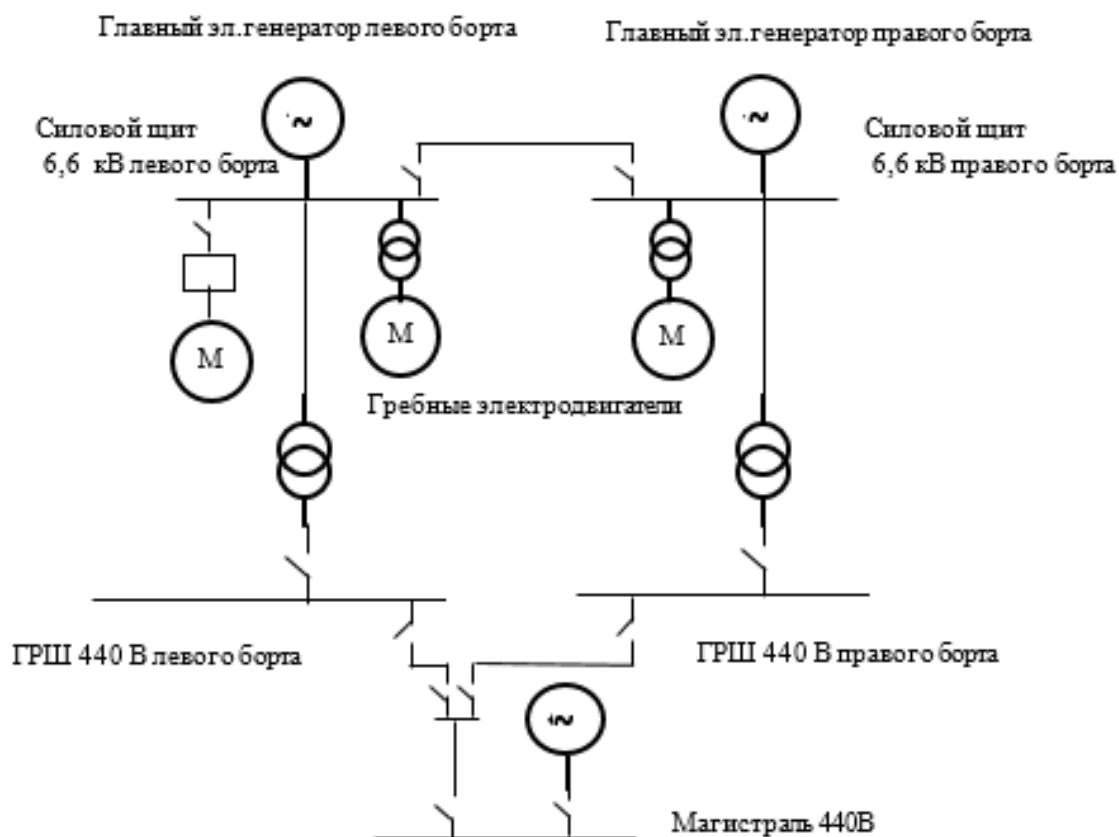 Главный эл.генератор левого борта
Главный эл.генератор правого борта
~
~
Силовой щит
6,6 кВ левого борта
Силовой щит
6,6 кВ правого борта
М
М
М
Гребные электродвигатели
ГРШ 440 В левого борта
ГРШ 440 В правого борта
~
Магистраль 440В